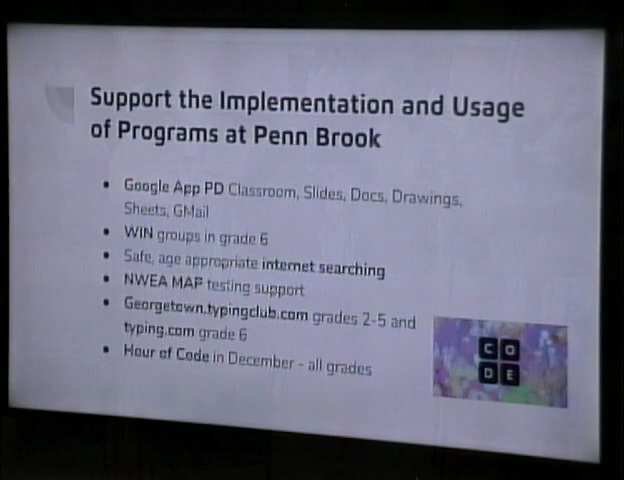 Support the Implementation and Usage
of Programs at Penn Brook
• Google App PD Classroom, Slides, Docs, Drawings,
Sheets, GMail
• WIN groups in grade 6
• Safe, age appropriate internet searching
• NWEA MAP testing support
• Georgetown.typingclub.com grades 2-5 and
typing.com grade 6
• Hour of Code in December - all grades
C O
D E